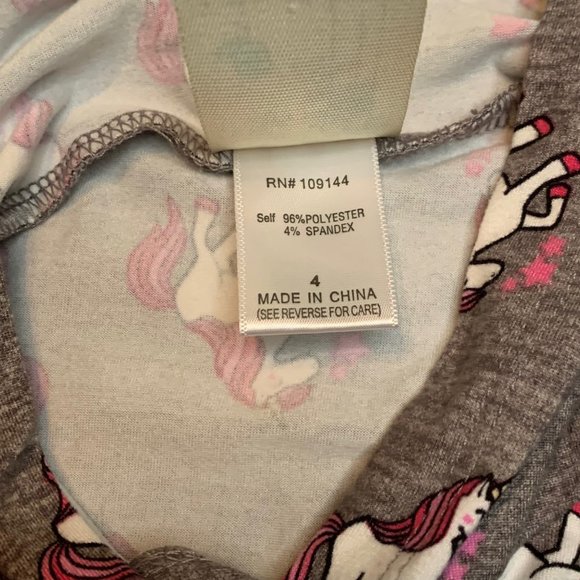 RN# 109144
Self 96%POLYESTER
4% SPANDEX
4
MADE IN CHINA
(SEE REVERSE FOR CARE)